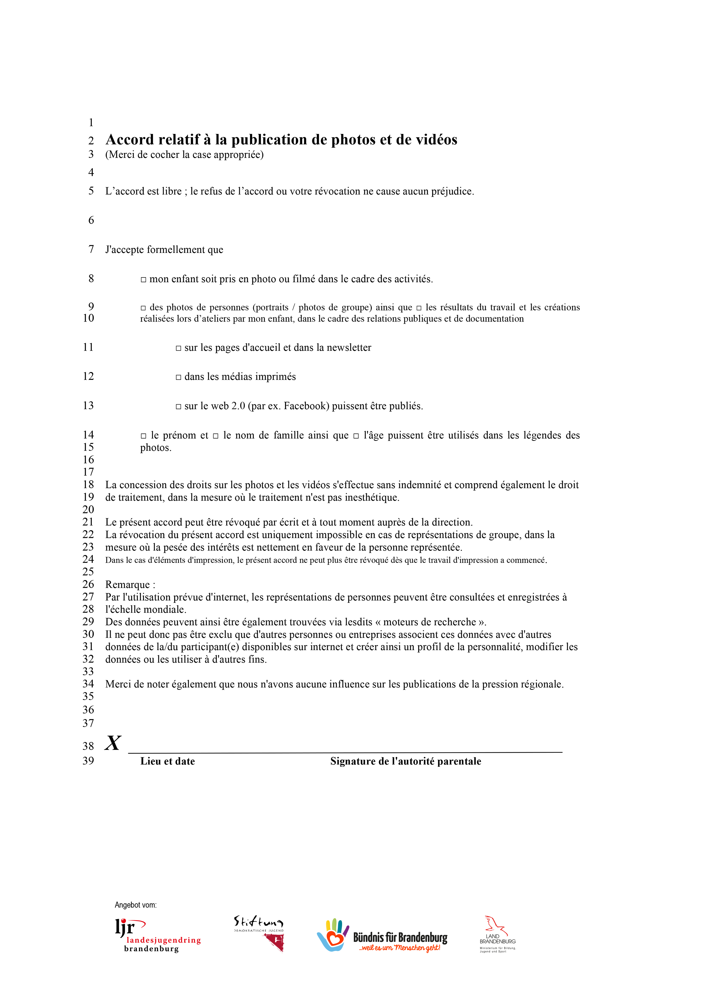 1
2 Accord relatif à la publication de photos et de vidéos
3 (Merci de cocher la case appropriée)
4
5 L’accord est libre ; le refus de l’accord ou votre révocation ne cause aucun préjudice.
6
7 J'accepte formellement que
8 □ mon enfant soit pris en photo ou filmé dans le cadre des activités.
9 □ des photos de personnes (portraits / photos de groupe) ainsi que □ les résultats du travail et les créations
10 réalisées lors d’ateliers par mon enfant, dans le cadre des relations publiques et de documentation
11 □ sur les pages d'accueil et dans la newsletter
12 □ dans les médias imprimés
13 □ sur le web 2.0 (par ex. Facebook) puissent être publiés.
14 □ le prénom et □ le nom de famille ainsi que □ l'âge puissent être utilisés dans les légendes des
15 photos.
16
17
18 La concession des droits sur les photos et les vidéos s'effectue sans indemnité et comprend également le droit
19 de traitement, dans la mesure où le traitement n'est pas inesthétique.
20
21 Le présent accord peut être révoqué par écrit et à tout moment auprès de la direction.
22 La révocation du présent accord est uniquement impossible en cas de représentations de groupe, dans la
23 mesure où la pesée des intérêts est nettement en faveur de la personne représentée.
24 Dans le cas d'éléments d'impression, le présent accord ne peut plus être révoqué dès que le travail d'impression a commencé.
25
26 Remarque :
27 Par l'utilisation prévue d'internet, les représentations de personnes peuvent être consultées et enregistrées à
28 l'échelle mondiale.
29 Des données peuvent ainsi être également trouvées via lesdits « moteurs de recherche ».
30 Il ne peut donc pas être exclu que d'autres personnes ou entreprises associent ces données avec d'autres
31 données de la/du participant(e) disponibles sur internet et créer ainsi un profil de la personnalité, modifier les
32 données ou les utiliser à d'autres fins.
33
34 Merci de noter également que nous n'avons aucune influence sur les publications de la pression régionale.
35
36
37
38 X
39 Lieu et date Signature de l'autorité parentale
Angebot vom:
ljr
landesjugendring
brandenburg
Stiftung
DEMOKRATISCHE JUGEND
Bündnis für Brandenburg
...weil es um Menschen geht!
LAND
BRANDENBURG
Ministerium für Bildung,
Jugend und Sport